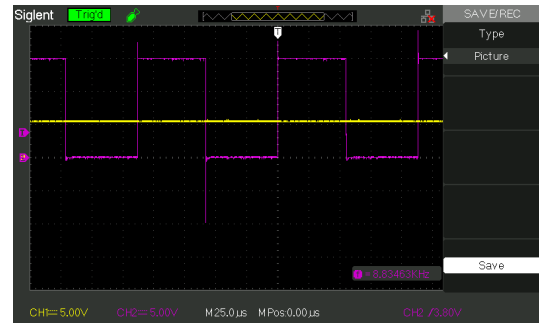 Siglent Trig'd SAVE/REC
Type
Picture
T
Save
= 8.83463KHz
CH1 5.00V CH2 5.00V M25.0μs MPos:0.00μs CH2 /3.80V